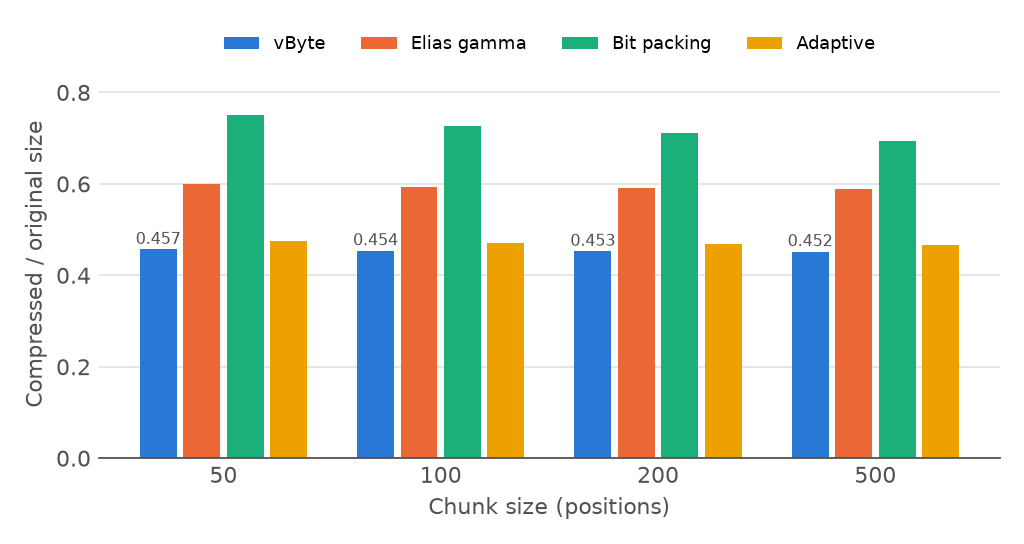 vByte Elias gamma Bit packing Adaptive
Compressed / original size
0.8
0.6
0.4
0.2
0.0
0.457
0.454
0.453
0.452
50 100 200 500
Chunk size (positions)